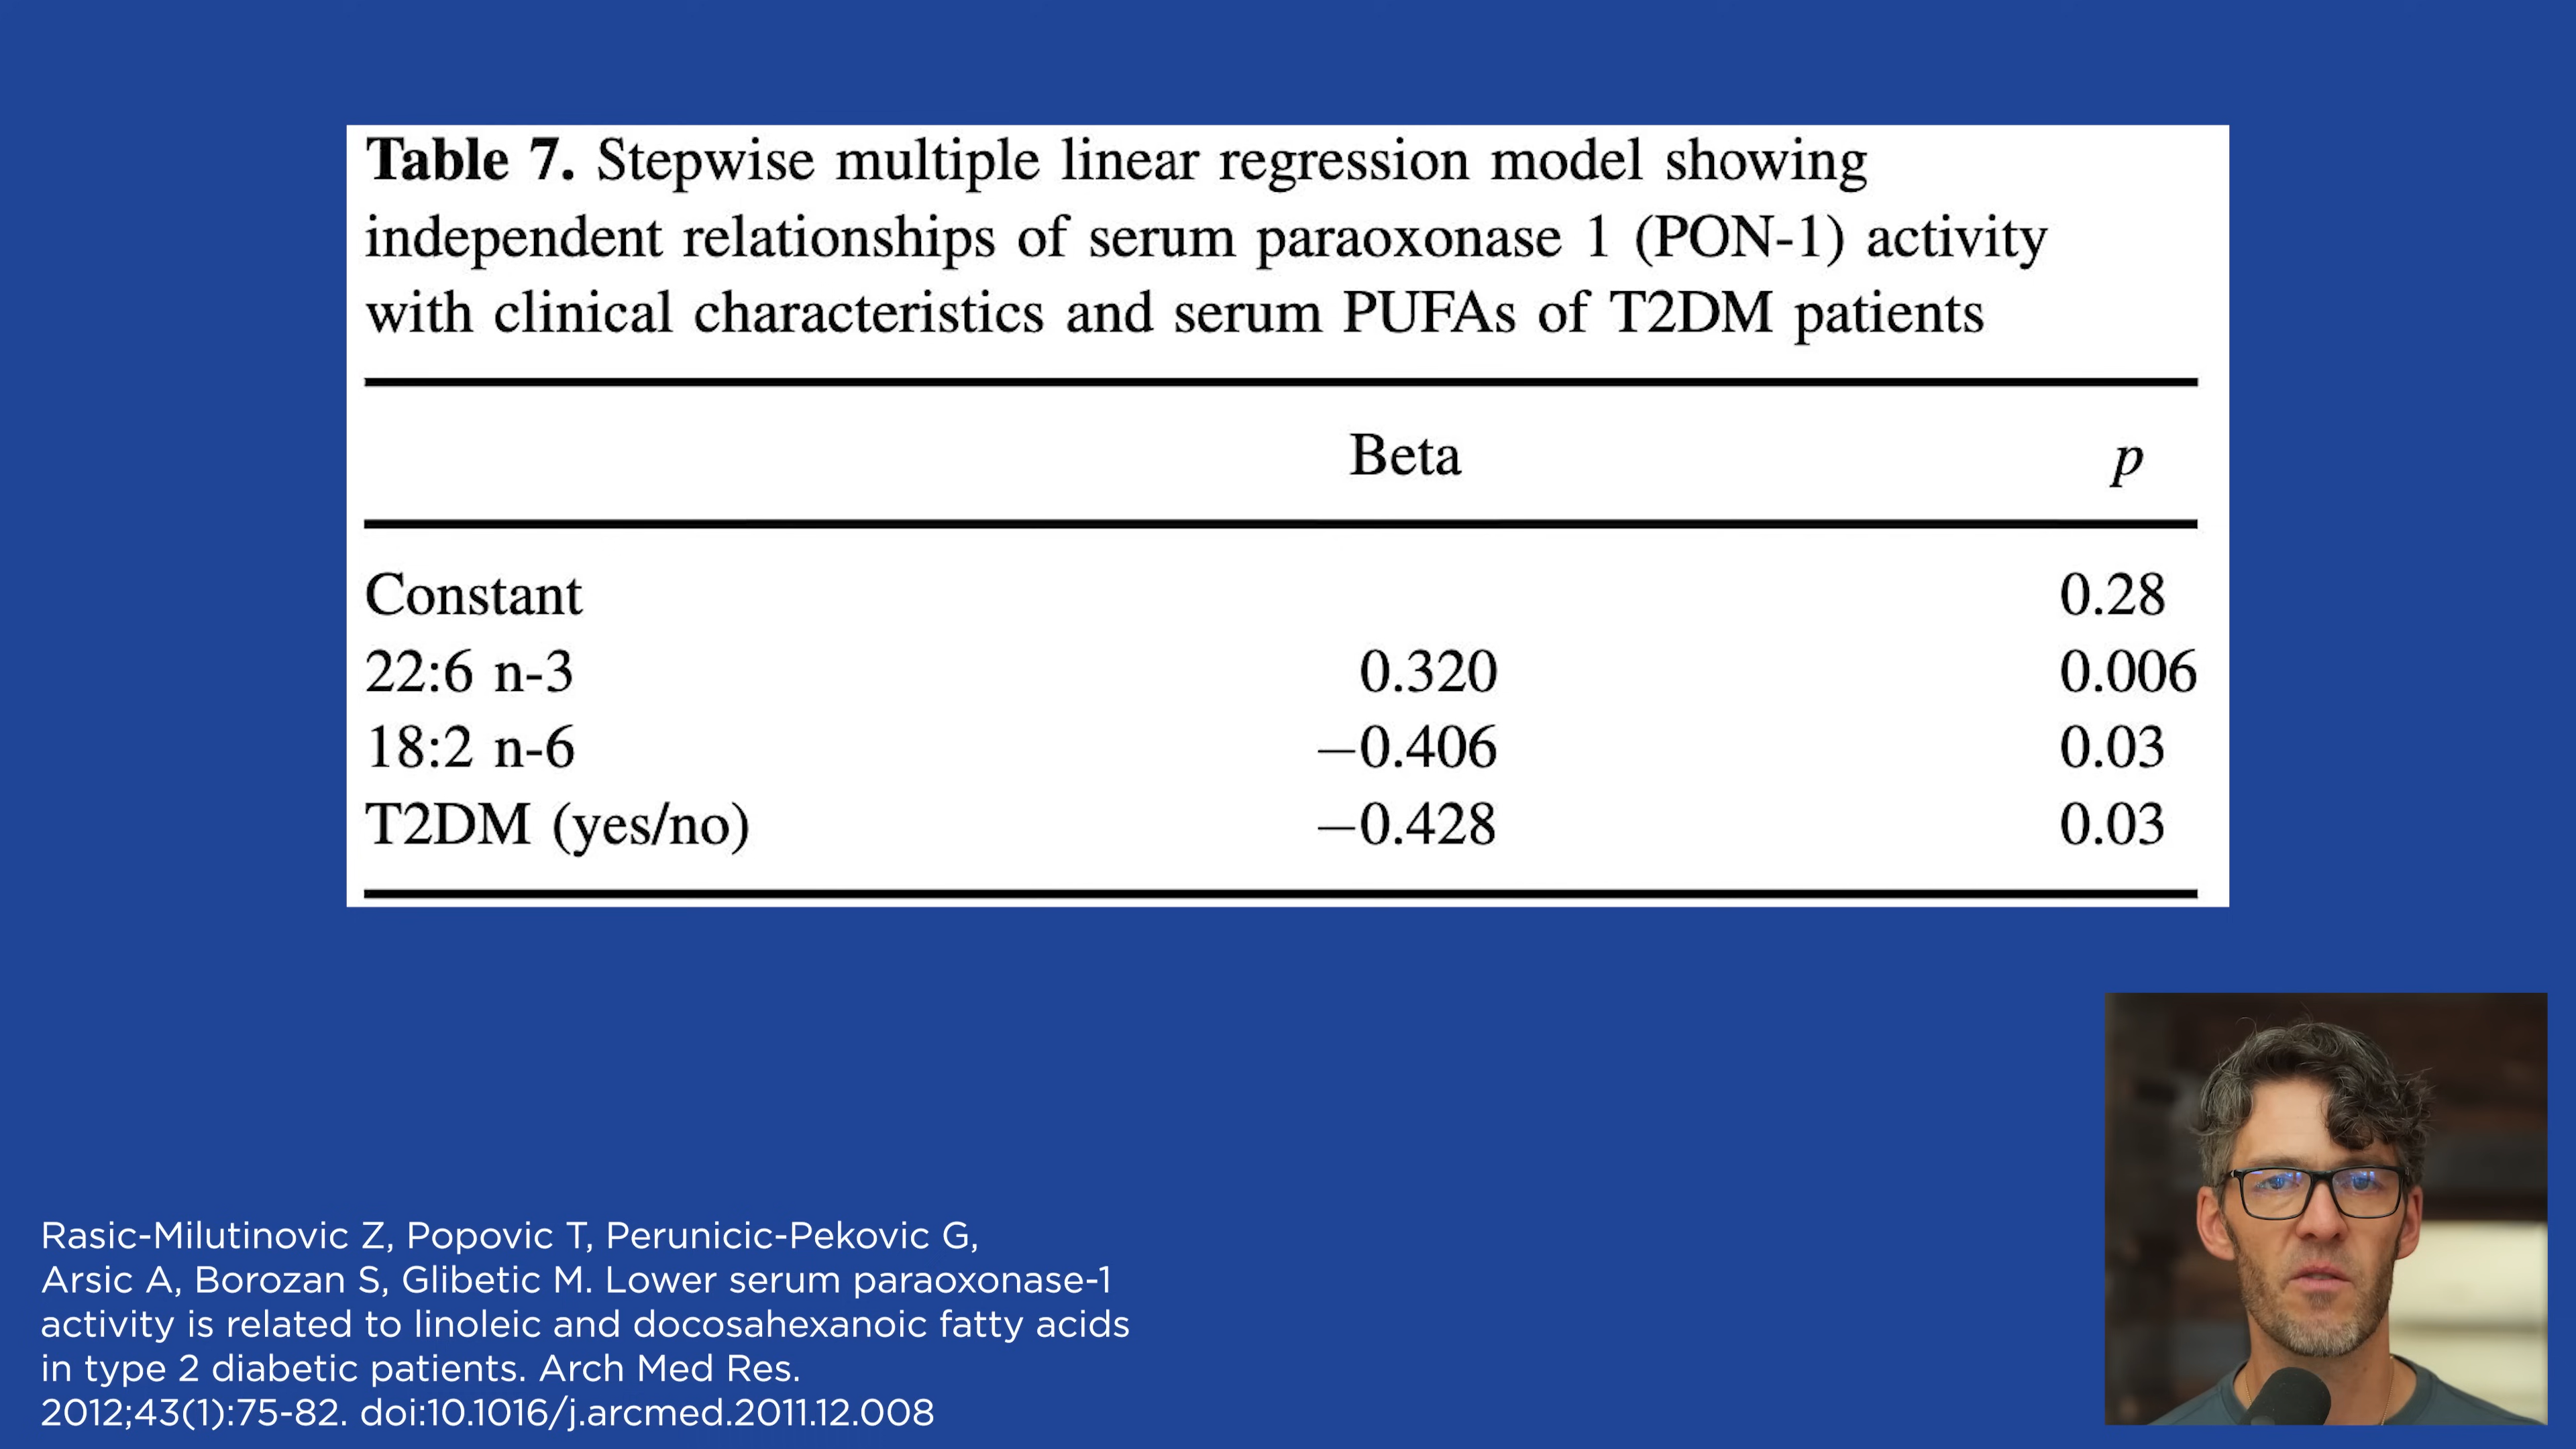 Table 7. Stepwise multiple linear regression model showing
independent relationships of serum paraoxonase 1 (PON-1) activity
with clinical characteristics and serum PUFAs of T2DM patients
Beta p
Constant 0.28
22:6 n-3 0.320 0.006
18:2 n-6 −0.406 0.03
T2DM (yes/no) −0.428 0.03
Rasic-Milutinovic Z, Popovic T, Perunicic-Pekovic G,
Arsic A, Borozan S, Glibetic M. Lower serum paraoxonase-1
activity is related to linoleic and docosahexanoic fatty acids
in type 2 diabetic patients. Arch Med Res.
2012;43(1):75-82. doi:10.1016/j.arcmed.2011.12.008